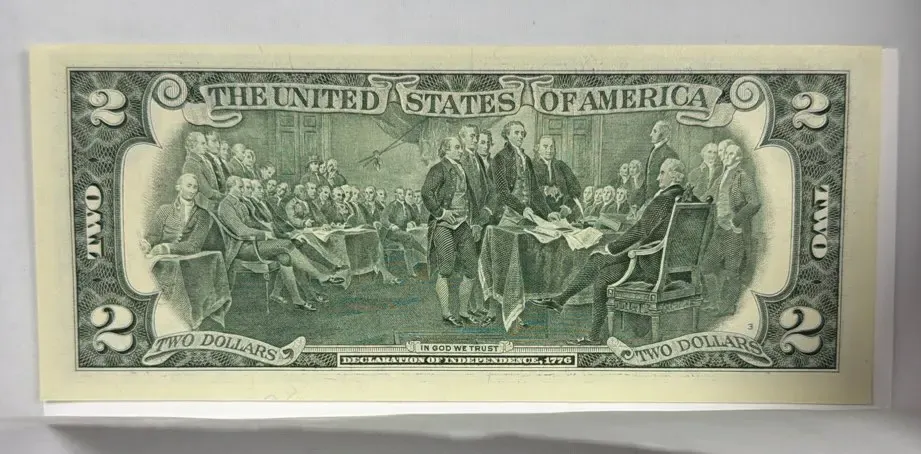 2 THE UNITED STATES OF AMERICA 2
TWO TWO
2 TWO DOLLARS IN GOD WE TRUST TWO DOLLARS 2
DECLARATION OF INDEPENDENCE, 1776
3